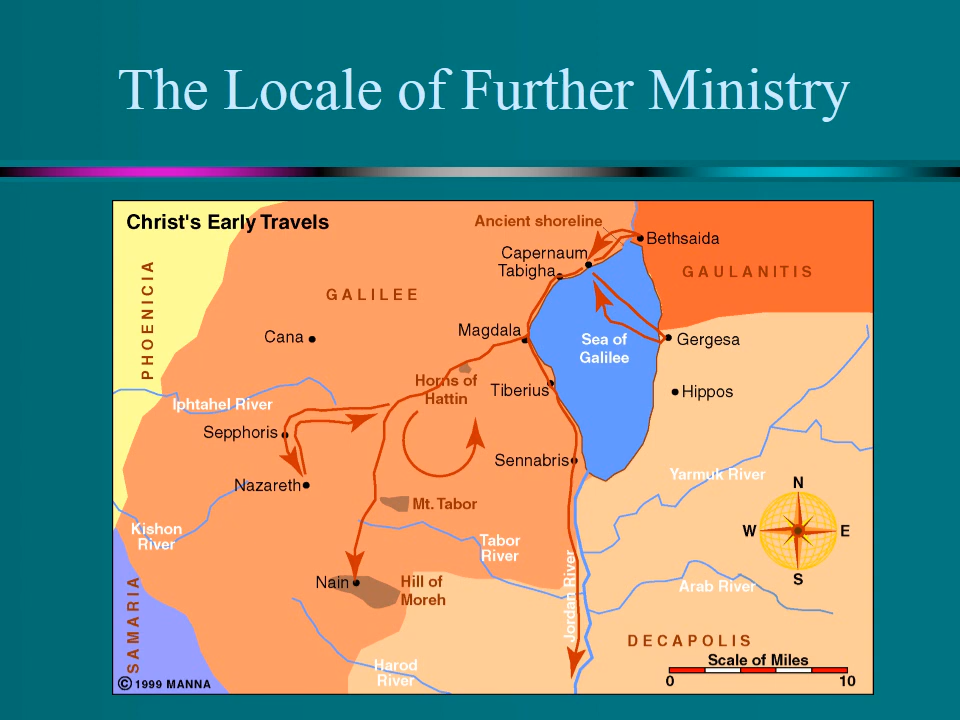 The Locale of Further Ministry
Christ's Early Travels
Ancient shoreline
Bethsaida
Capernaum
Tabigha
GAULANITIS
PHOENICIA
GALILEE
Cana
Magdala
Sea of
Galilee
Gergesa
Horns of
Hattin
Tiberius
Hippos
Iphtahel River
Sepphoris
Sennabris
Yarmuk River
Nazareth
Mt. Tabor
N
W
E
S
Kishon
River
Tabor
River
Jordan River
Nain
Hill of
Moreh
Arab River
SAMARIA
DECAPOLIS
Harod
River
Scale of Miles
0
10
© 1999 MANNA